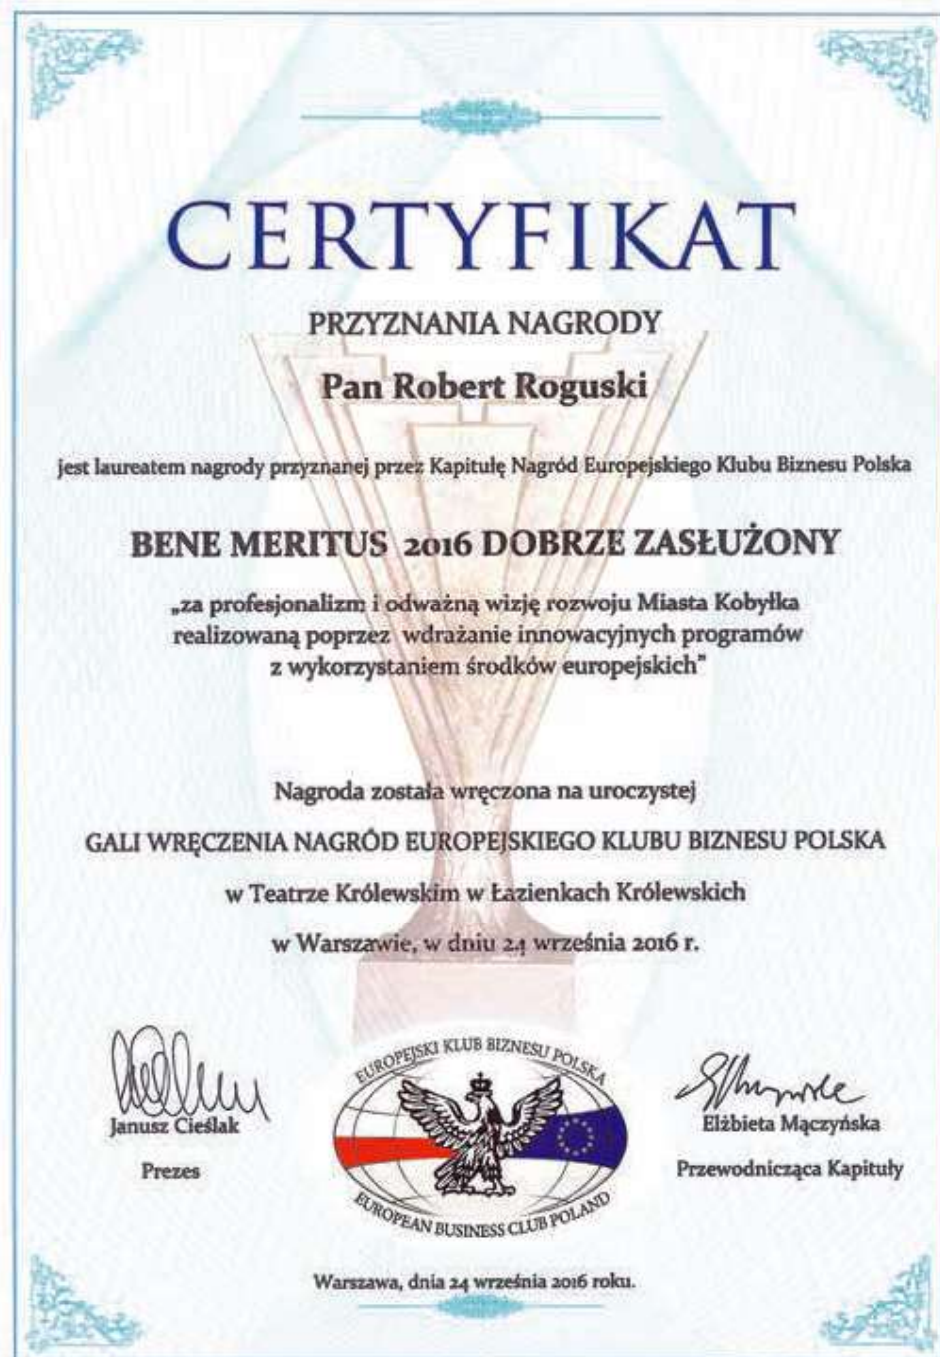 CERTYFIKAT
PRZYZNANIA NAGRODY
Pan Robert Roguski
jest laureatem nagrody przyznanej przez Kapitułę Nagród Europejskiego Klubu Biznesu Polska
BENE MERITUS 2016 DOBRZE ZASŁUŻONY
„za profesjonalizm i odważną wizję rozwoju Miasta Kobyłka
realizowaną poprzez wdrażanie innowacyjnych programów
z wykorzystaniem środków europejskich”
Nagroda została wręczona na uroczystej
GALI WRĘCZENIA NAGRÓD EUROPEJSKIEGO KLUBU BIZNESU POLSKA
w Teatrze Królewskim w Łazienkach Królewskich
w Warszawie, w dniu 24 września 2016 r.
EUROPEJSKI KLUB BIZNESU POLSKA
Janusz Cieślak
Prezes
Elżbieta Mączyńska
Przewodnicząca Kapituły
EUROPEAN BUSINESS CLUB POLAND
Warszawa, dnia 24 września 2016 roku.